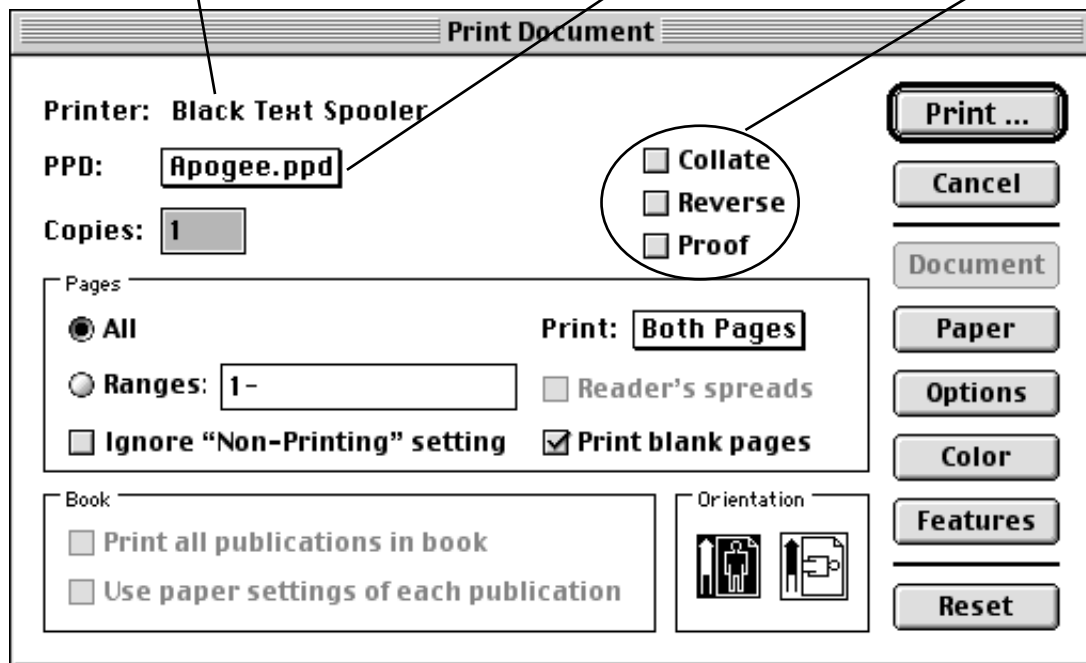 Print Document
Printer: Black Text Spooler
PPD: Apogee.ppd
Copies: 1
Collate
Reverse
Proof
Pages
All
Print: Both Pages
Ranges: 1-
Reader's spreads
Ignore “Non-Printing” setting
Print blank pages
Book
Print all publications in book
Use paper settings of each publication
Orientation
Print ...
Cancel
Document
Paper
Options
Color
Features
Reset